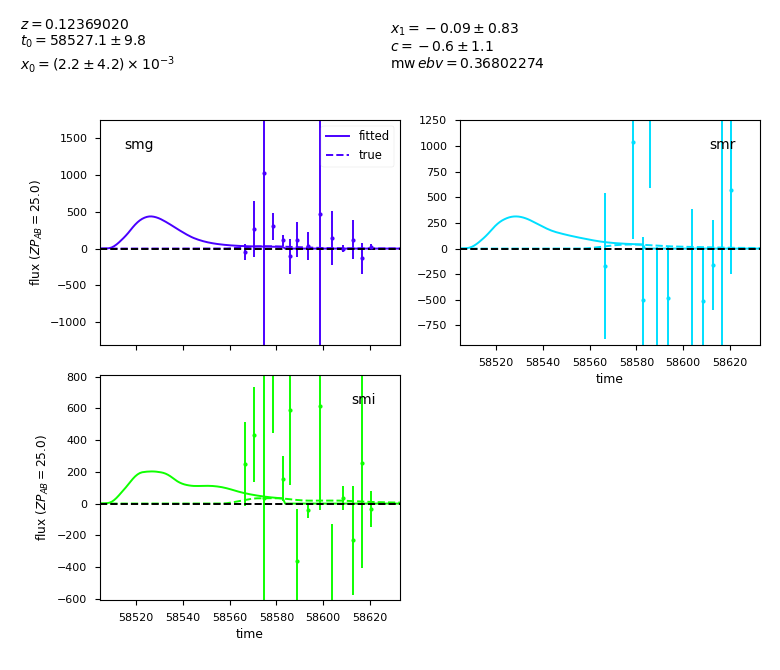 z = 0.12369020
t0 = 58527.1 ± 9.8
x0 = (2.2 ± 4.2) × 10^−3
x1 = −0.09 ± 0.83
c = −0.6 ± 1.1
mwebv = 0.36802274
smg
fitted
true
1500
1000
500
0
−500
−1000
flux (ZP_AB = 25.0)
smr
1250
1000
750
500
250
0
−250
−500
−750
58520 58540 58560 58580 58600 58620
time
smi
800
600
400
200
0
−200
−400
−600
flux (ZP_AB = 25.0)
58520 58540 58560 58580 58600 58620
time